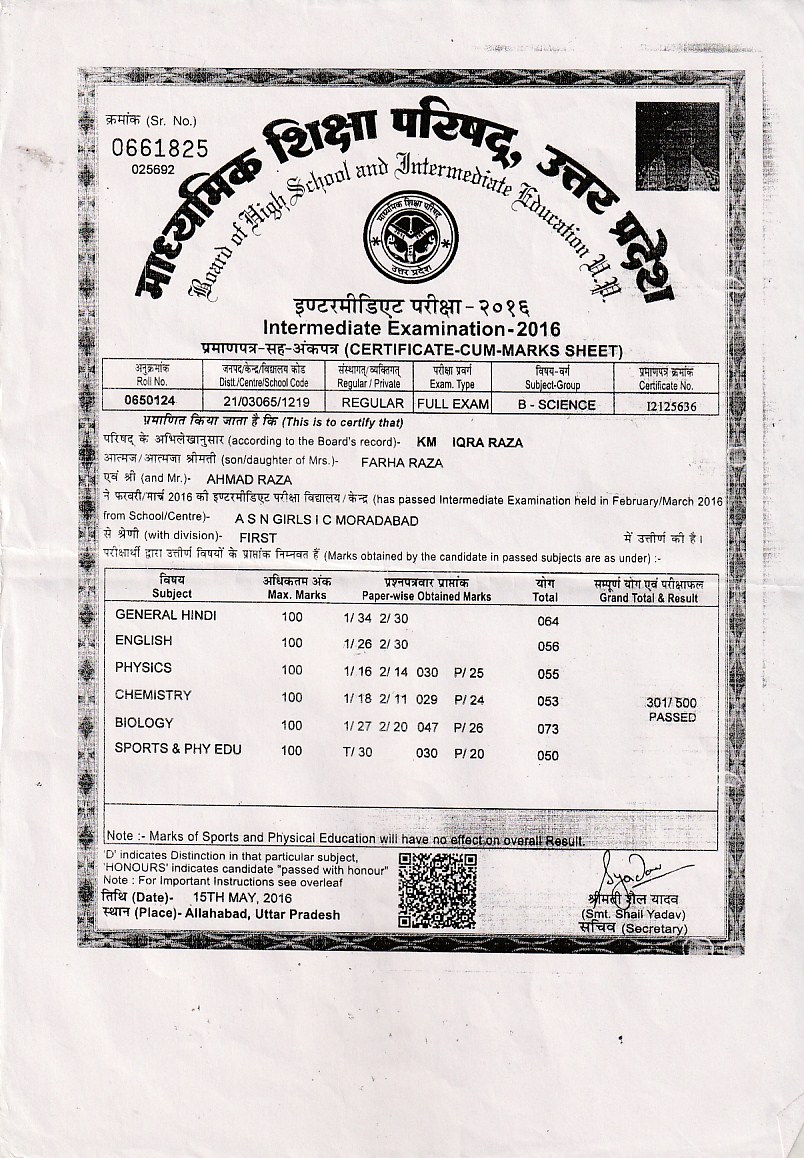 क्रमांक (Sr. No.)
0661825
025692
माध्यमिक शिक्षा परिषद्, उत्तर प्रदेश
Board of High School and Intermediate Education U.P.
माध्यमिक शिक्षा परिषद
उत्तर प्रदेश
इण्टरमीडिएट परीक्षा-२०१६
Intermediate Examination-2016
प्रमाणपत्र-सह-अंकपत्र (CERTIFICATE-CUM-MARKS SHEET)
अनुक्रमांक जनपद/केन्द्र/विद्यालय कोड संस्थागत/व्यक्तिगत परीक्षा प्रवर्ग विषय-वर्ग प्रमाणपत्र क्रमांक
Roll No. Distt./Centre/School Code Regular / Private Exam. Type Subject-Group Certificate No.
0650124 21/03065/1219 REGULAR FULL EXAM B - SCIENCE I2125636
प्रमाणित किया जाता है कि (This is to certify that)
परिषद् के अभिलेखानुसार (according to the Board's record)- KM IQRA RAZA
आत्मज/आत्मजा श्रीमती (son/daughter of Mrs.)- FARHA RAZA
एवं श्री (and Mr.)- AHMAD RAZA
ने फरवरी/मार्च 2016 की इण्टरमीडिएट परीक्षा विद्यालय/केन्द्र (has passed Intermediate Examination held in February/March 2016
from School/Centre)- A S N GIRLS I C MORADABAD
से श्रेणी (with division)- FIRST में उत्तीर्ण की है।
परीक्षार्थी द्वारा उत्तीर्ण विषयों के प्राप्तांक निम्नवत हैं (Marks obtained by the candidate in passed subjects are as under) :-
विषय अधिकतम अंक प्रश्नपत्रवार प्राप्तांक योग सम्पूर्ण योग एवं परीक्षाफल
Subject Max. Marks Paper-wise Obtained Marks Total Grand Total & Result
GENERAL HINDI 100 1/ 34 2/ 30 064
ENGLISH 100 1/ 26 2/ 30 056
PHYSICS 100 1/ 16 2/ 14 030 P/ 25 055
CHEMISTRY 100 1/ 18 2/ 11 029 P/ 24 053 301/ 500
PASSED
BIOLOGY 100 1/ 27 2/ 20 047 P/ 26 073
SPORTS & PHY EDU 100 T/ 30 030 P/ 20 050
Note :- Marks of Sports and Physical Education will have no effect on overall Result.
'D' indicates Distinction in that particular subject,
'HONOURS' indicates candidate "passed with honour"
Note : For Important Instructions see overleaf
तिथि (Date)- 15TH MAY, 2016
स्थान (Place)- Allahabad, Uttar Pradesh
श्रीमती शैल यादव
(Smt. Shail Yadav)
सचिव (Secretary)